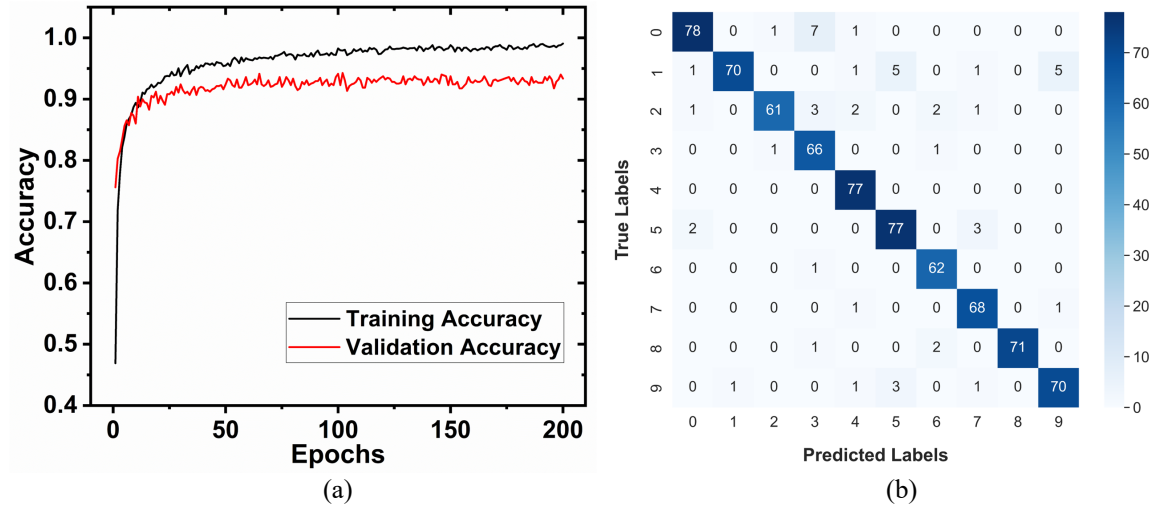 1.0
0.9
0.8
0.7
0.6
0.5
0.4
Accuracy
0 50 100 150 200
Epochs
Training Accuracy
Validation Accuracy
(a)
True Labels
0 78 0 1 7 1 0 0 0 0 0
1 1 70 0 0 1 5 0 1 0 5
2 1 0 61 3 2 0 2 1 0 0
3 0 0 1 66 0 0 1 0 0 0
4 0 0 0 0 77 0 0 0 0 0
5 2 0 0 0 0 77 0 3 0 0
6 0 0 0 1 0 0 62 0 0 0
7 0 0 0 0 1 0 0 68 0 1
8 0 0 0 1 0 0 2 0 71 0
9 0 1 0 0 1 3 0 1 0 70
0 1 2 3 4 5 6 7 8 9
Predicted Labels
70
60
50
40
30
20
10
0
(b)